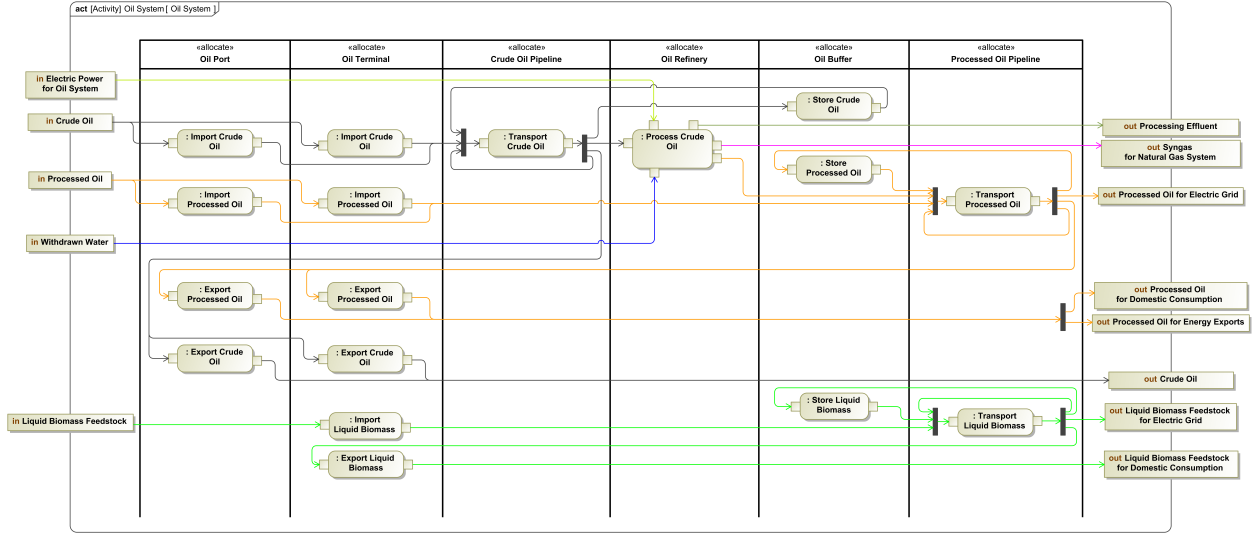 act [Activity] Oil System [ Oil System ]
«allocate»
Oil Port
«allocate»
Oil Terminal
«allocate»
Crude Oil Pipeline
«allocate»
Oil Refinery
«allocate»
Oil Buffer
«allocate»
Processed Oil Pipeline
in Electric Power
for Oil System
in Crude Oil
in Processed Oil
in Withdrawn Water
in Liquid Biomass Feedstock
: Import Crude
Oil
: Import Crude
Oil
: Transport
Crude Oil
: Process Crude
Oil
: Store Crude
Oil
: Store
Processed Oil
: Import
Processed Oil
: Import
Processed Oil
: Transport
Processed Oil
: Export
Processed Oil
: Export
Processed Oil
: Export Crude
Oil
: Export Crude
Oil
: Store Liquid
Biomass
: Import
Liquid Biomass
: Transport
Liquid Biomass
: Export Liquid
Biomass
out Processing Effluent
out Syngas
for Natural Gas System
out Processed Oil for Electric Grid
out Processed Oil
for Domestic Consumption
out Processed Oil for Energy Exports
out Crude Oil
out Liquid Biomass Feedstock
for Electric Grid
out Liquid Biomass Feedstock
for Domestic Consumption